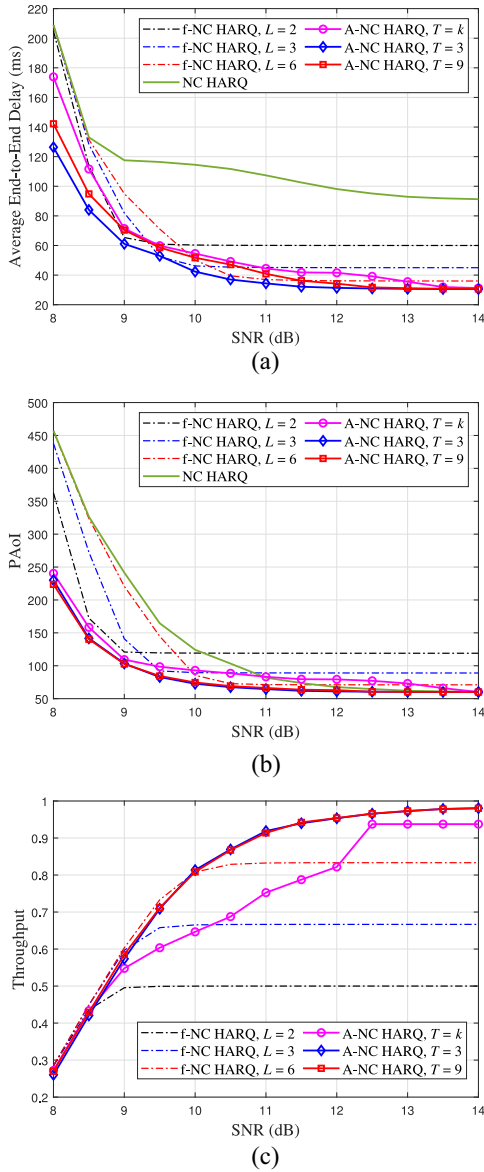 220
200
180
160
140
120
100
80
60
40
20
Average End-to-End Delay (ms)
f-NC HARQ, L = 2
f-NC HARQ, L = 3
f-NC HARQ, L = 6
NC HARQ
A-NC HARQ, T = k
A-NC HARQ, T = 3
A-NC HARQ, T = 9
8 9 10 11 12 13 14
SNR (dB)
(a)
500
450
400
350
300
250
200
150
100
50
PAoI
f-NC HARQ, L = 2
f-NC HARQ, L = 3
f-NC HARQ, L = 6
NC HARQ
A-NC HARQ, T = k
A-NC HARQ, T = 3
A-NC HARQ, T = 9
8 9 10 11 12 13 14
SNR (dB)
(b)
1
0.9
0.8
0.7
0.6
0.5
0.4
0.3
0.2
Throughput
f-NC HARQ, L = 2
f-NC HARQ, L = 3
f-NC HARQ, L = 6
A-NC HARQ, T = k
A-NC HARQ, T = 3
A-NC HARQ, T = 9
8 9 10 11 12 13 14
SNR (dB)
(c)